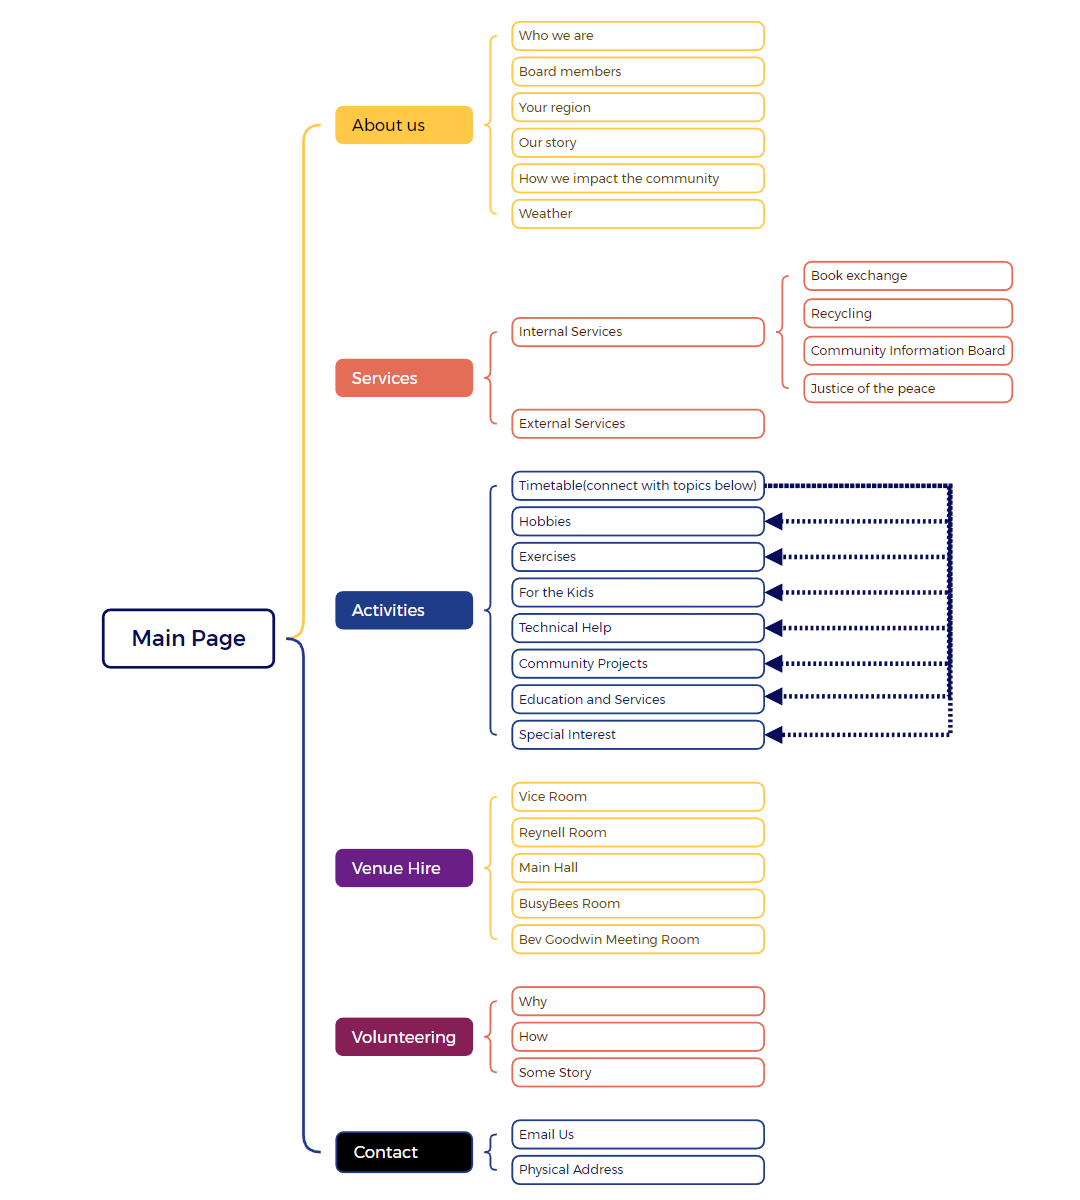 Main Page
About us
Who we are
Board members
Your region
Our story
How we impact the community
Weather
Services
Internal Services
Book exchange
Recycling
Community Information Board
Justice of the peace
External Services
Activities
Timetable(connect with topics below)
Hobbies
Exercises
For the Kids
Technical Help
Community Projects
Education and Services
Special Interest
Venue Hire
Vice Room
Reynell Room
Main Hall
BusyBees Room
Bev Goodwin Meeting Room
Volunteering
Why
How
Some Story
Contact
Email Us
Physical Address